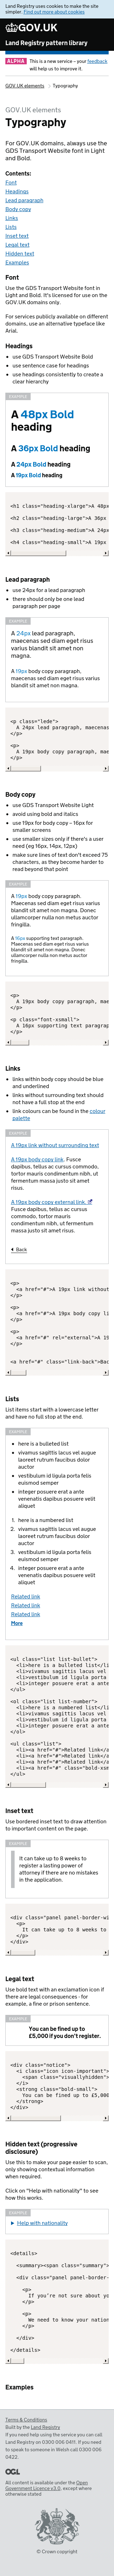 Land Registry uses cookies to make the site
simpler. Find out more about cookies
GOV.UK
Land Registry pattern library
ALPHA This is a new service – your feedback
will help us to improve it.
GOV.UK elements Typography
GOV.UK elements
Typography
For GOV.UK domains, always use the
GDS Transport Website font in Light
and Bold.
Contents:
Font
Headings
Lead paragraph
Body copy
Links
Lists
Inset text
Legal text
Hidden text
Examples
Font
Use the GDS Transport Website font in
Light and Bold. It's licensed for use on the
GOV.UK domain only.
For services publicly available on different
domains, use an alternative typeface like
Arial.
Headings
use GDS Transport Website Bold
use sentence case for headings
use headings consistently to create a
clear hierarchy
EXAMPLE
A 48px Bold
heading
A 36px Bold heading
A 24px Bold heading
A 19px Bold heading
<h1 class="heading-xlarge">A 48px
<h2 class="heading-large">A 36px
<h3 class="heading-medium">A 24px
<h4 class="heading-small">A 19px
Lead paragraph
use 24px for a lead paragraph
there should only be one lead
paragraph per page
EXAMPLE
A 24px lead paragraph,
maecenas sed diam eget risus
varius blandit sit amet non
magna.
A 19px body copy paragraph,
maecenas sed diam eget risus varius
blandit sit amet non magna.
<p class="lede">
A 24px lead paragraph, maecenas
</p>
<p>
A 19px body copy paragraph, maec
</p>
Body copy
use GDS Transport Website Light
avoid using bold and italics
use 19px for body copy – 16px for
smaller screens
use smaller sizes only if there's a user
need (eg 16px, 14px, 12px)
make sure lines of text don't exceed 75
characters, as they become harder to
read beyond that point
EXAMPLE
A 19px body copy paragraph.
Maecenas sed diam eget risus varius
blandit sit amet non magna. Donec
ullamcorper nulla non metus auctor
fringilla.
A 16px supporting text paragraph.
Maecenas sed diam eget risus varius
blandit sit amet non magna. Donec
ullamcorper nulla non metus auctor
fringilla.
<p>
A 19px body copy paragraph, maec
</p>
<p class="font-xsmall">
A 16px supporting text paragraph
</p>
Links
links within body copy should be blue
and underlined
links without surrounding text should
not have a full stop at the end
link colours can be found in the colour
palette
EXAMPLE
A 19px link without surrounding text
A 19px body copy link. Fusce
dapibus, tellus ac cursus commodo,
tortor mauris condimentum nibh, ut
fermentum massa justo sit amet
risus.
A 19px body copy external link.
Fusce dapibus, tellus ac cursus
commodo, tortor mauris
condimentum nibh, ut fermentum
massa justo sit amet risus.
Back
<p>
<a href="#">A 19px link without
</p>
<p>
<a href="#">A 19px body copy li
</p>
<p>
<a href="#" rel="external">A 19
</p>
<a href="#" class="link-back">Bac
Lists
List items start with a lowercase letter
and have no full stop at the end.
EXAMPLE
here is a bulleted list
vivamus sagittis lacus vel augue
laoreet rutrum faucibus dolor
auctor
vestibulum id ligula porta felis
euismod semper
integer posuere erat a ante
venenatis dapibus posuere velit
aliquet
1. here is a numbered list
2. vivamus sagittis lacus vel augue
laoreet rutrum faucibus dolor
auctor
3. vestibulum id ligula porta felis
euismod semper
4. integer posuere erat a ante
venenatis dapibus posuere velit
aliquet
Related link
Related link
Related link
More
<ul class="list list-bullet">
<li>here is a bulleted list</li
<li>vivamus sagittis lacus vel
<li>vestibulum id ligula porta
<li>integer posuere erat a ante
</ul>
<ol class="list list-number">
<li>here is a numbered list</li
<li>vivamus sagittis lacus vel
<li>vestibulum id ligula porta
<li>integer posuere erat a ante
</ol>
<ul class="list">
<li><a href="#">Related link</a
<li><a href="#">Related link</a
<li><a href="#">Related link</a
<li><a href="#" class="bold-xsm
</ul>
Inset text
Use bordered inset text to draw attention
to important content on the page.
EXAMPLE
It can take up to 8 weeks to
register a lasting power of
attorney if there are no mistakes
in the application.
<div class="panel panel-border-wi
<p>
It can take up to 8 weeks to
</p>
</div>
Legal text
Use bold text with an exclamation icon if
there are legal consequences - for
example, a fine or prison sentence.
EXAMPLE
You can be fined up to
£5,000 if you don't register.
<div class="notice">
<i class="icon icon-important">
<span class="visuallyhidden">
</i>
<strong class="bold-small">
You can be fined up to £5,000
</strong>
</div>
Hidden text (progressive
disclosure)
Use this to make your page easier to scan,
only showing contextual information
when required.
Click on "Help with nationality" to see
how this works.
EXAMPLE
Help with nationality
<details>
<summary><span class="summary">
<div class="panel panel-border-
<p>
If you're not sure about yo
</p>
<p>
We need to know your nation
</p>
</div>
</details>
Examples
Terms & Conditions
Built by the Land Registry
If you need help using the service you can call
Land Registry on 0300 006 0411. If you need
to speak to someone in Welsh call 0300 006
0422.
OGL
All content is available under the Open
Government Licence v3.0, except where
otherwise stated
© Crown copyright